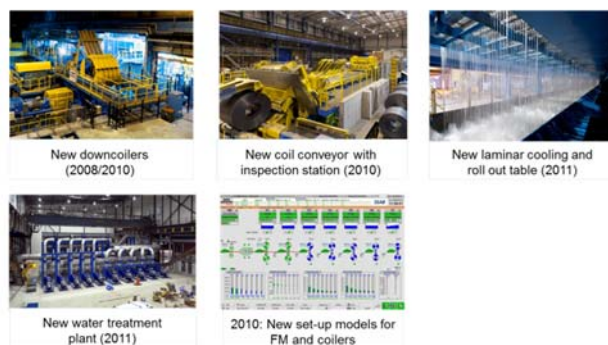 New downcoilers
(2008/2010)
New coil conveyor with
inspection station (2010)
New laminar cooling and
roll out table (2011)
New water treatment
plant (2011)
2010: New set-up models for
FM and coilers